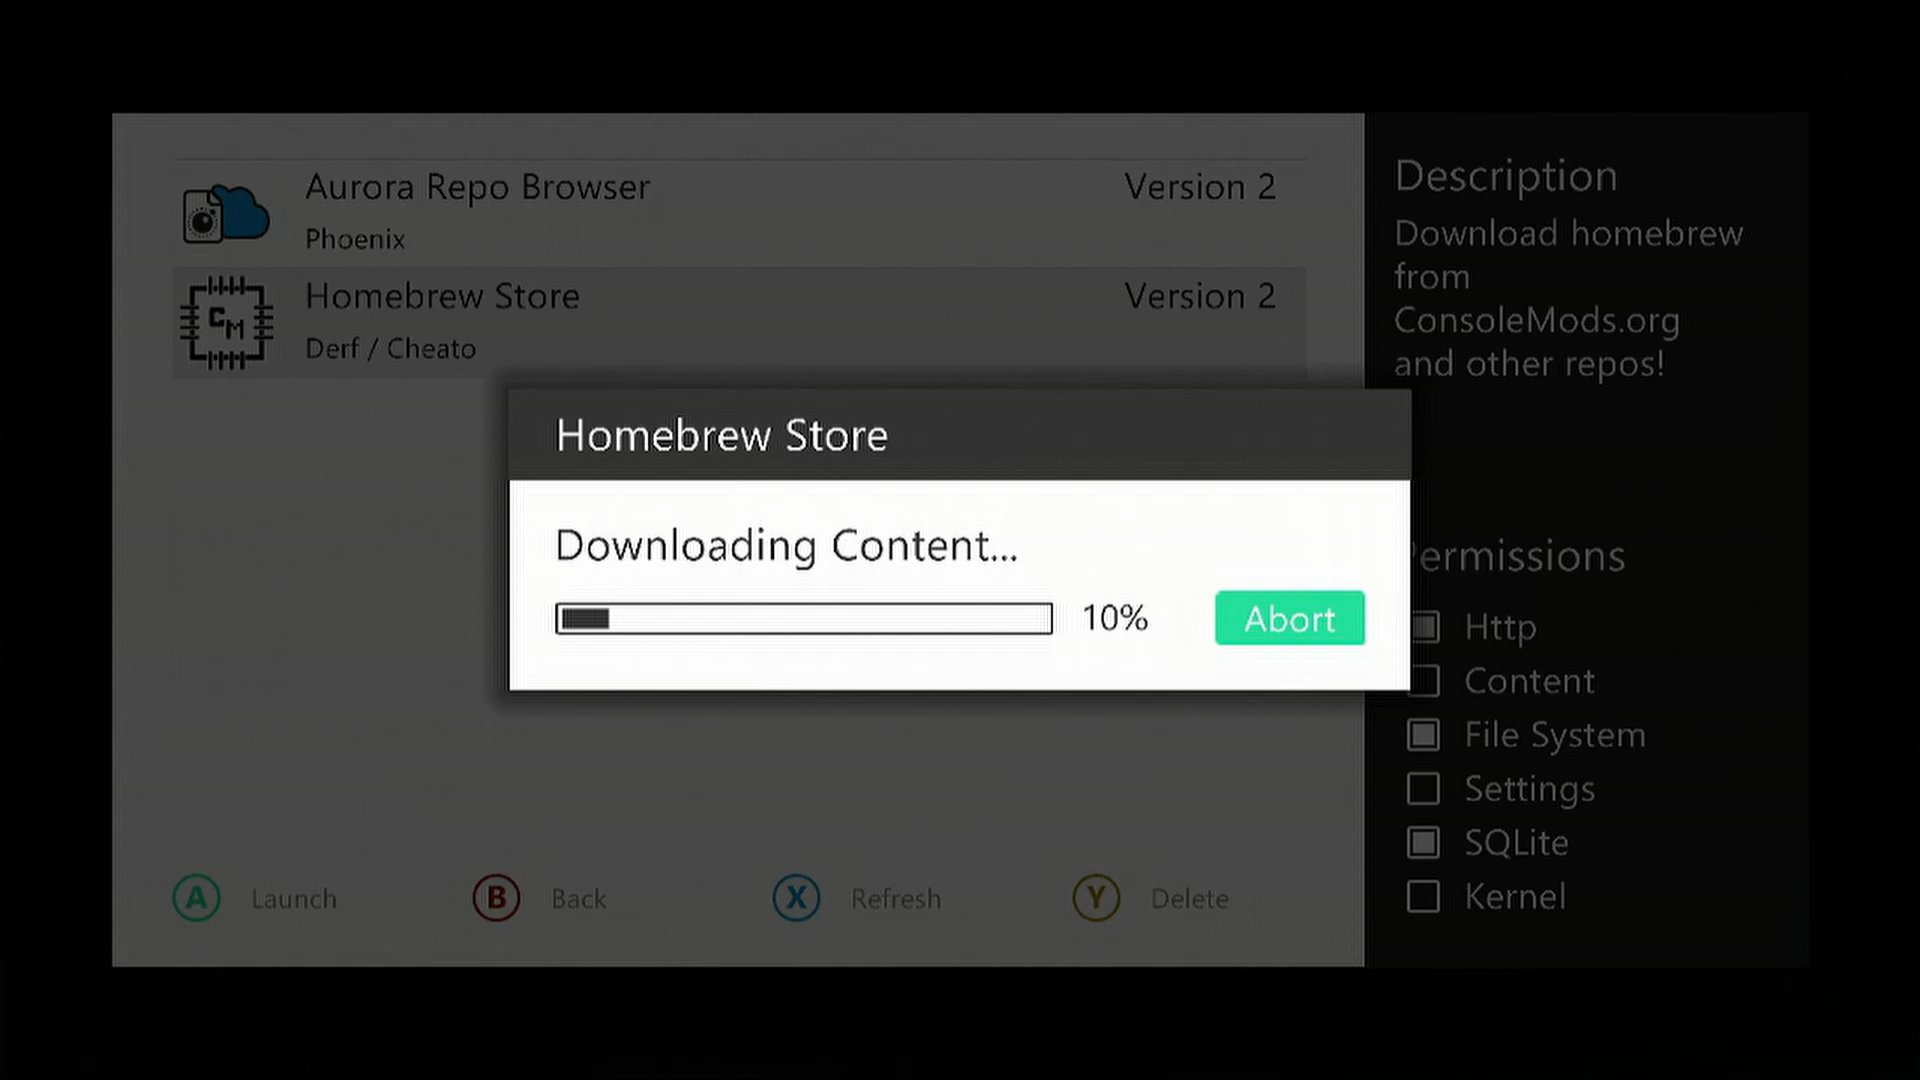 Aurora Repo Browser
Version 2
Phoenix
CM
Homebrew Store
Version 2
Derf / Cheato
Description
Download homebrew
from
ConsoleMods.org
and other repos!
Homebrew Store
Downloading Content...
10%
Abort
ermissions
Http
Content
File System
Settings
SQLite
Kernel
A Launch
B Back
X Refresh
Y Delete